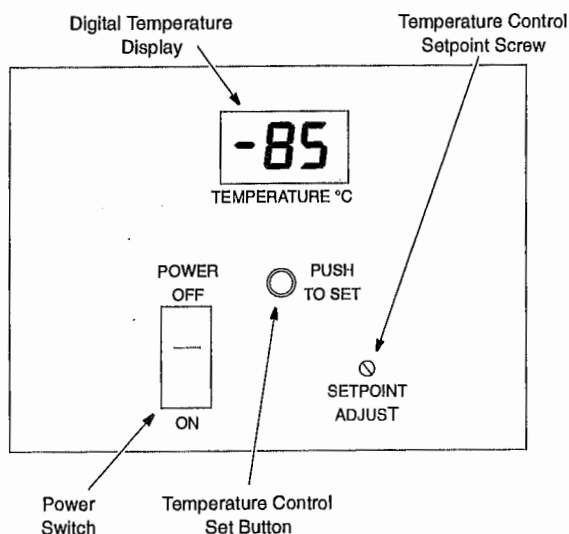 Digital Temperature
Display
Temperature Control
Setpoint Screw
-85
TEMPERATURE °C
POWER
OFF
PUSH
TO SET
ON
SETPOINT
ADJUST
Power
Switch
Temperature Control
Set Button